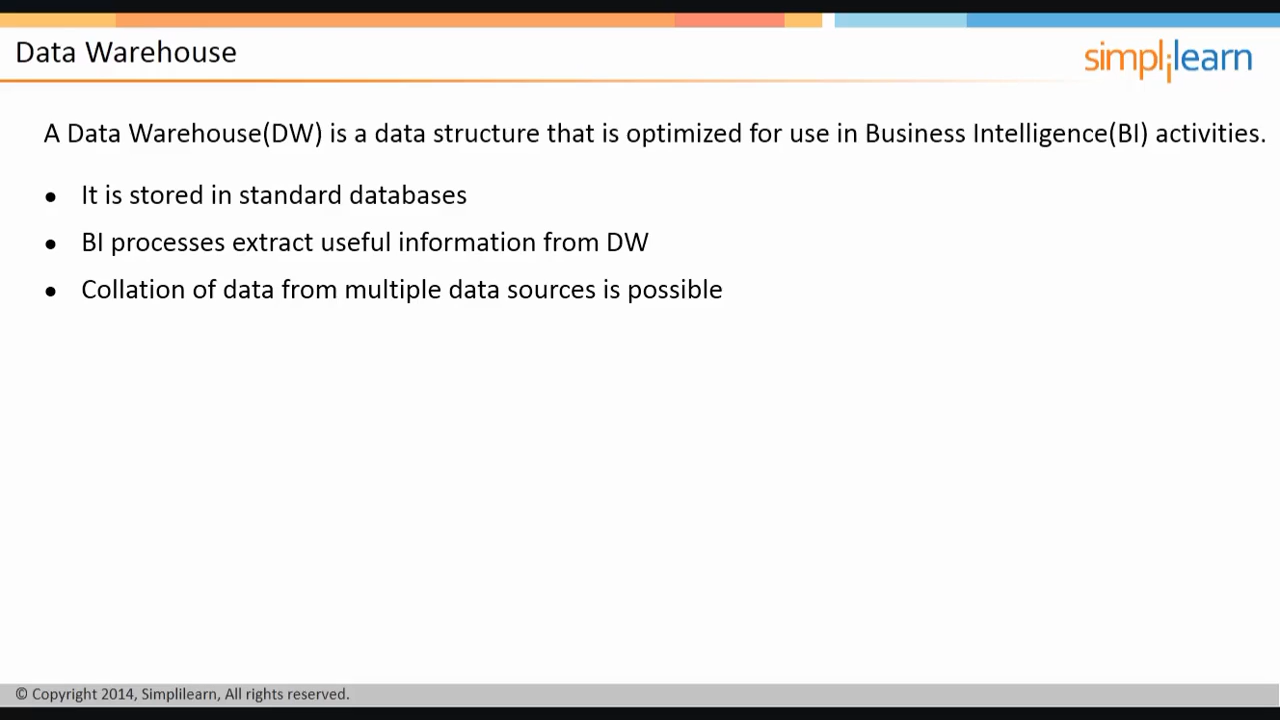 Data Warehouse
simplilearn
A Data Warehouse(DW) is a data structure that is optimized for use in Business Intelligence(BI) activities.
● It is stored in standard databases
● BI processes extract useful information from DW
● Collation of data from multiple data sources is possible
© Copyright 2014, Simplilearn, All rights reserved.